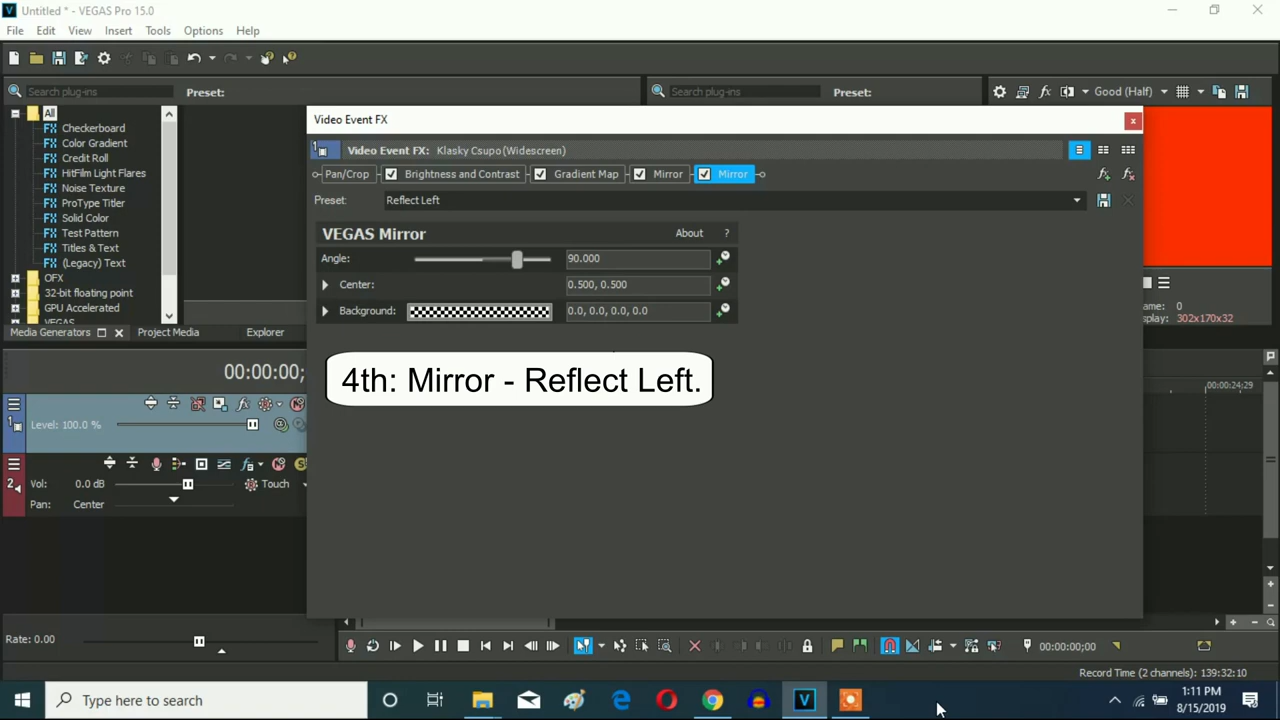 Untitled * - VEGAS Pro 15.0
File Edit View Insert Tools Options Help
Search plug-ins Preset: Search plug-ins Preset: Good (Half)
All
Checkerboard
Color Gradient
Credit Roll
HitFilm Light Flares
Noise Texture
ProType Titler
Solid Color
Test Pattern
Titles & Text
(Legacy) Text
OFX
32-bit floating point
GPU Accelerated
VEGAS
Media Generators Project Media Explorer
Video Event FX
Video Event FX: Klasky Csupo (Widescreen)
Pan/Crop Brightness and Contrast Gradient Map Mirror Mirror
Preset: Reflect Left
VEGAS Mirror About ?
Angle: 90.000
Center: 0.500, 0.500
Background: 0.0, 0.0, 0.0, 0.0
4th: Mirror - Reflect Left.
ame: 0
splay: 302x170x32
00:00:00;
00:00:24:29
1
Level: 100.0 %
2
Vol: 0.0 dB Touch
Pan: Center
Rate: 0.00
00:00:00;00
Record Time (2 channels): 139:32:10
Type here to search
1:11 PM
8/15/2019